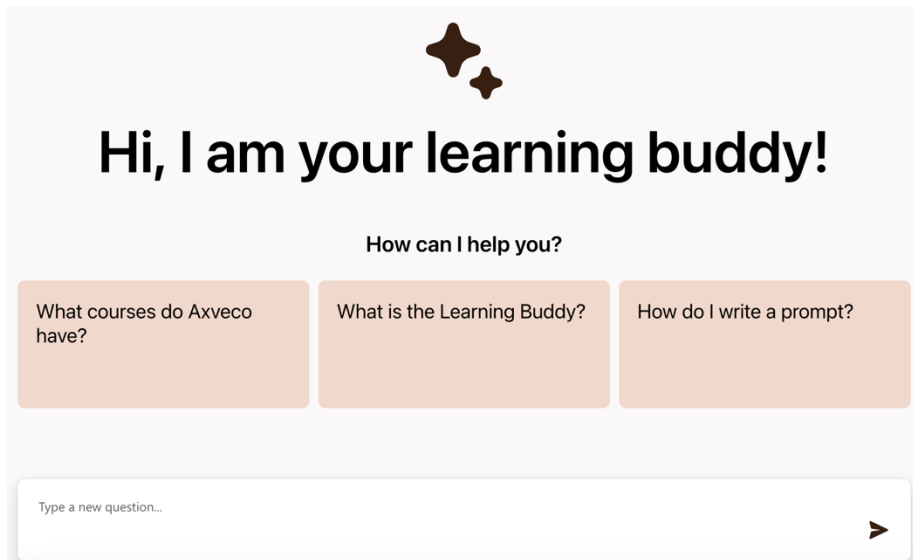 Hi, I am your learning buddy!
How can I help you?
What courses do Axveco
have?
What is the Learning Buddy?
How do I write a prompt?
Type a new question...